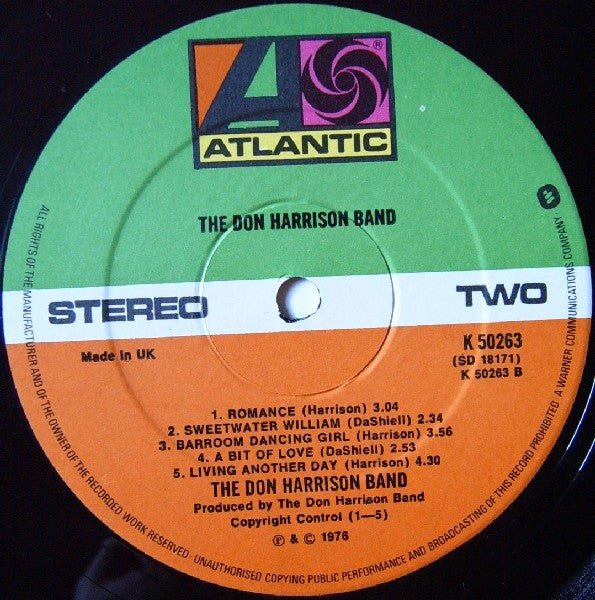 ATLANTIC
®
THE DON HARRISON BAND
STEREO TWO
Made in UK
K 50263
(SD 18171)
K 50263 B
1. ROMANCE (Harrison) 3.04
2. SWEETWATER WILLIAM (DaShiell) 2.34
3. BARROOM DANCING GIRL (Harrison) 3.56
4. A BIT OF LOVE (DaShiell) 2.53
5. LIVING ANOTHER DAY (Harrison) 4.30
THE DON HARRISON BAND
Produced by The Don Harrison Band
Copyright Control (1—5)
℗ & © 1976
ALL RIGHTS OF THE MANUFACTURER AND OF THE OWNER OF THE RECORDED WORK RESERVED · UNAUTHORISED COPYING PUBLIC PERFORMANCE AND BROADCASTING OF THIS RECORD PROHIBITED · A WARNER COMMUNICATIONS COMPANY ·